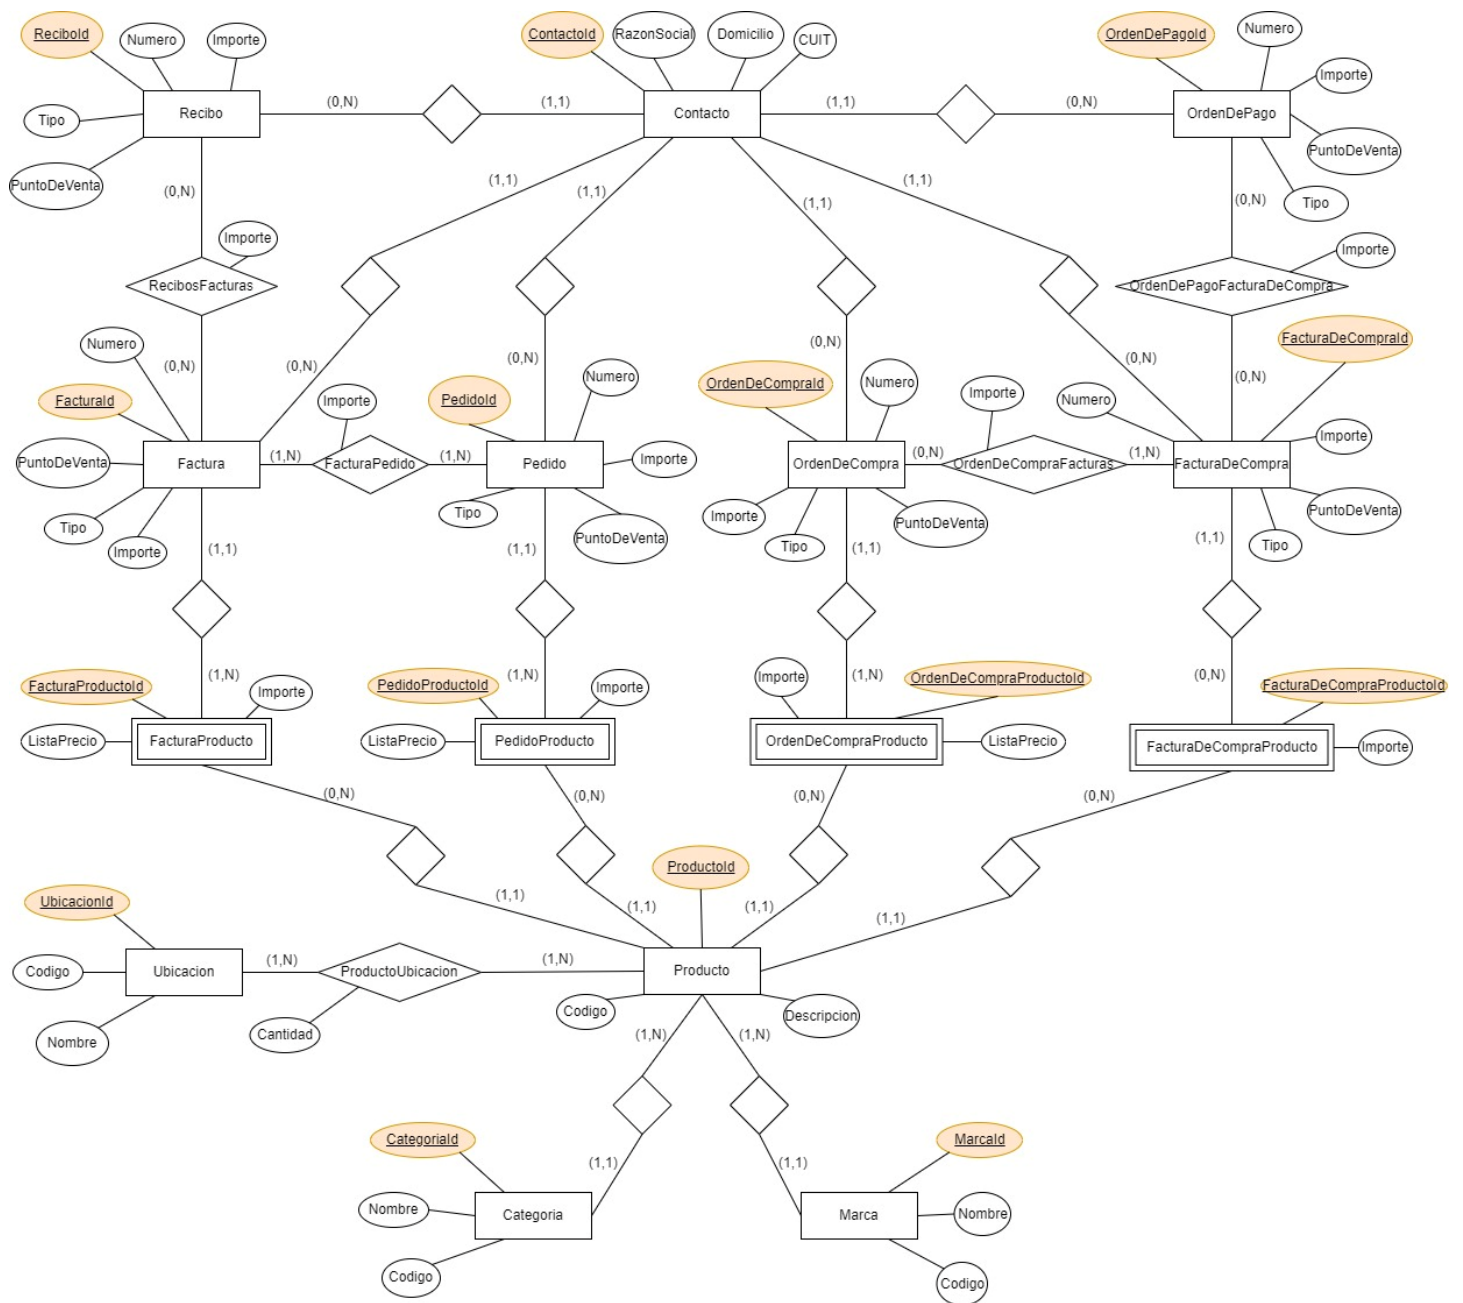 ReciboId
Numero
Importe
ContactoId
RazonSocial
Domicilio
CUIT
OrdenDePagoId
Numero
Importe
Tipo
Recibo
(0,N)
(1,1)
Contacto
(1,1)
(0,N)
OrdenDePago
PuntoDeVenta
PuntoDeVenta
Tipo
(0,N)
(1,1)
(1,1)
(1,1)
(1,1)
(0,N)
Importe
Importe
RecibosFacturas
OrdenDePagoFacturaDeCompra
Numero
(0,N)
(0,N)
(0,N)
(0,N)
(0,N)
(0,N)
FacturaDeCompraId
FacturaId
Importe
PedidoId
Numero
OrdenDeCompraId
Numero
Importe
Numero
Importe
PuntoDeVenta
Factura
(1,N)
FacturaPedido
(1,N)
Pedido
Importe
OrdenDeCompra
(0,N)
OrdenDeCompraFacturas
(1,N)
FacturaDeCompra
Tipo
Importe
Tipo
PuntoDeVenta
Importe
Tipo
PuntoDeVenta
PuntoDeVenta
Tipo
(1,1)
(1,1)
(1,1)
(1,1)
(1,N)
(1,N)
(1,N)
(0,N)
FacturaProductoId
Importe
PedidoProductoId
Importe
Importe
OrdenDeCompraProductoId
FacturaDeCompraProductoId
ListaPrecio
FacturaProducto
ListaPrecio
PedidoProducto
OrdenDeCompraProducto
ListaPrecio
FacturaDeCompraProducto
Importe
(0,N)
(0,N)
(0,N)
(0,N)
ProductoId
(1,1)
(1,1)
(1,1)
(1,1)
UbicacionId
Codigo
Ubicacion
(1,N)
ProductoUbicacion
(1,N)
Producto
Nombre
Cantidad
Codigo
Descripcion
(1,N)
(1,N)
CategoriaId
MarcaId
(1,1)
(1,1)
Nombre
Categoria
Marca
Nombre
Codigo
Codigo